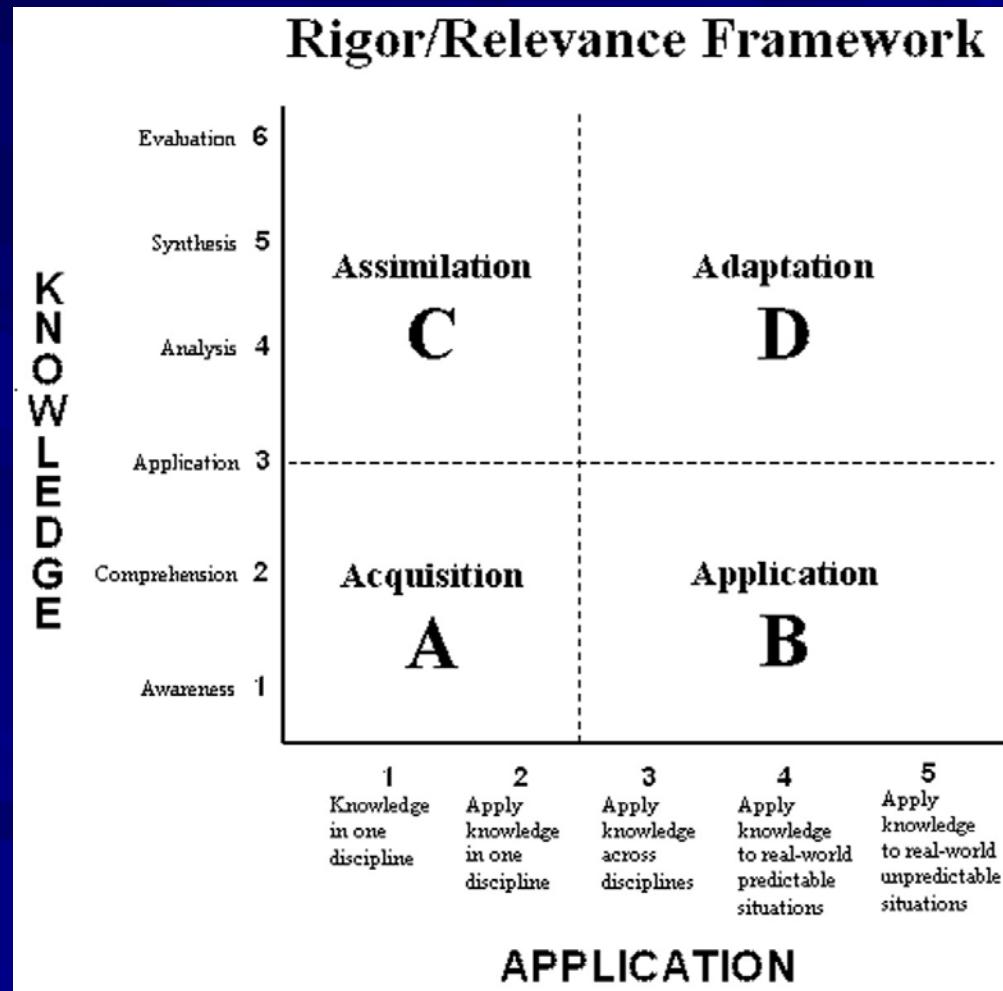 Rigor/Relevance Framework
KNOWLEDGE
Evaluation 6
Synthesis 5
Analysis 4
Application 3
Comprehension 2
Awareness 1
Assimilation
C
Adaptation
D
Acquisition
A
Application
B
1
Knowledge
in one
discipline
2
Apply
knowledge
in one
discipline
3
Apply
knowledge
across
disciplines
4
Apply
knowledge
to real-world
predictable
situations
5
Apply
knowledge
to real-world
unpredictable
situations
APPLICATION